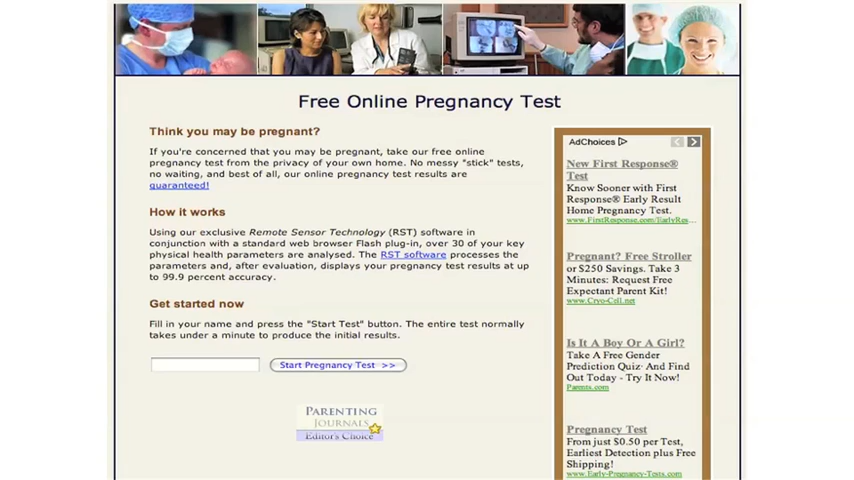 Free Online Pregnancy Test
Think you may be pregnant?
If you're concerned that you may be pregnant, take our free online
pregnancy test from the privacy of your own home. No messy "stick" tests,
no waiting, and best of all, our online pregnancy test results are
guaranteed!
How it works
Using our exclusive Remote Sensor Technology (RST) software in
conjunction with a standard web browser Flash plug-in, over 30 of your key
physical health parameters are analysed. The RST software processes the
parameters and, after evaluation, displays your pregnancy test results at up
to 99.9 percent accuracy.
Get started now
Fill in your name and press the "Start Test" button. The entire test normally
takes under a minute to produce the initial results.
Start Pregnancy Test >>
PARENTING
JOURNALS
Editor's Choice
AdChoices
New First Response®
Test
Know Sooner with First
Response® Early Result
Home Pregnancy Test.
www.FirstResponse.com/EarlyRes...
Pregnant? Free Stroller
or $250 Savings. Take 3
Minutes: Request Free
Expectant Parent Kit!
www.Cryo-Cell.net
Is It A Boy Or A Girl?
Take A Free Gender
Prediction Quiz· And Find
Out Today - Try It Now!
Parents.com
Pregnancy Test
From just $0.50 per Test,
Earliest Detection plus Free
Shipping!
www.Early-Pregnancy-Tests.com